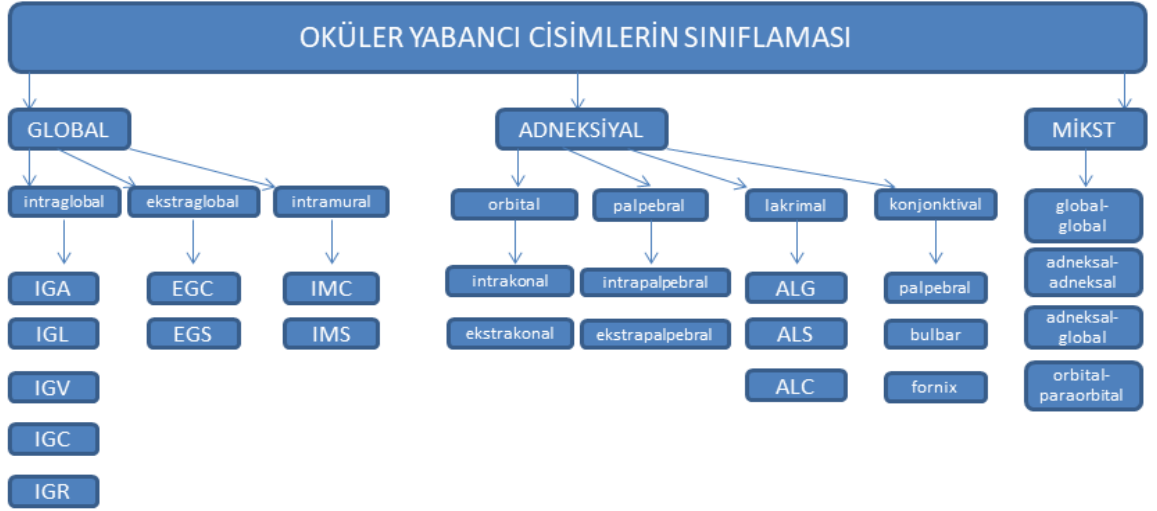 OKÜLER YABANCI CİSİMLERİN SINIFLAMASI
GLOBAL
ADNEKSİYAL
MİKST
intraglobal
ekstraglobal
intramural
orbital
palpebral
lakrimal
konjonktival
global-
global
IGA
EGC
IMC
intrakonal
intrapalpebral
ALG
palpebral
adneksal-
adneksal
IGL
EGS
IMS
ekstrakonal
ekstrapalpebral
ALS
bulbar
adneksal-
global
IGV
ALC
fornix
orbital-
paraorbital
IGC
IGR